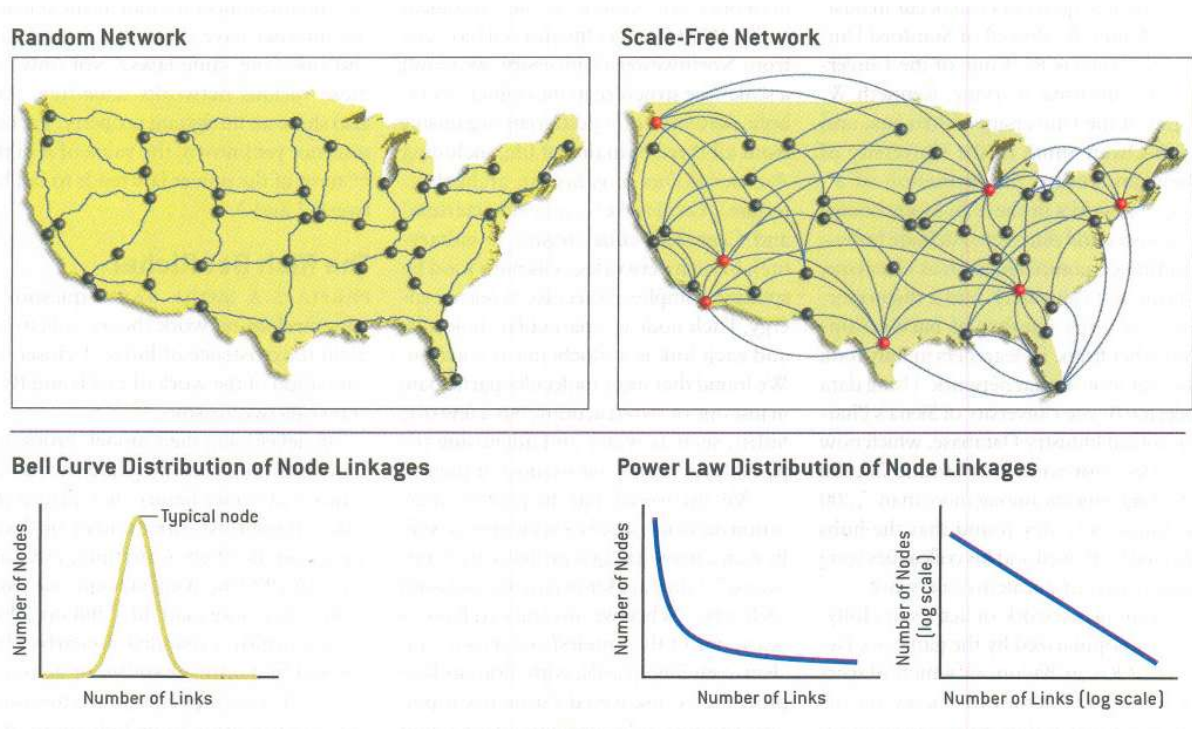 Random Network
Scale-Free Network
Bell Curve Distribution of Node Linkages
Power Law Distribution of Node Linkages
Typical node
Number of Nodes
Number of Links
Number of Nodes
Number of Links
Number of Nodes
(log scale)
Number of Links (log scale)